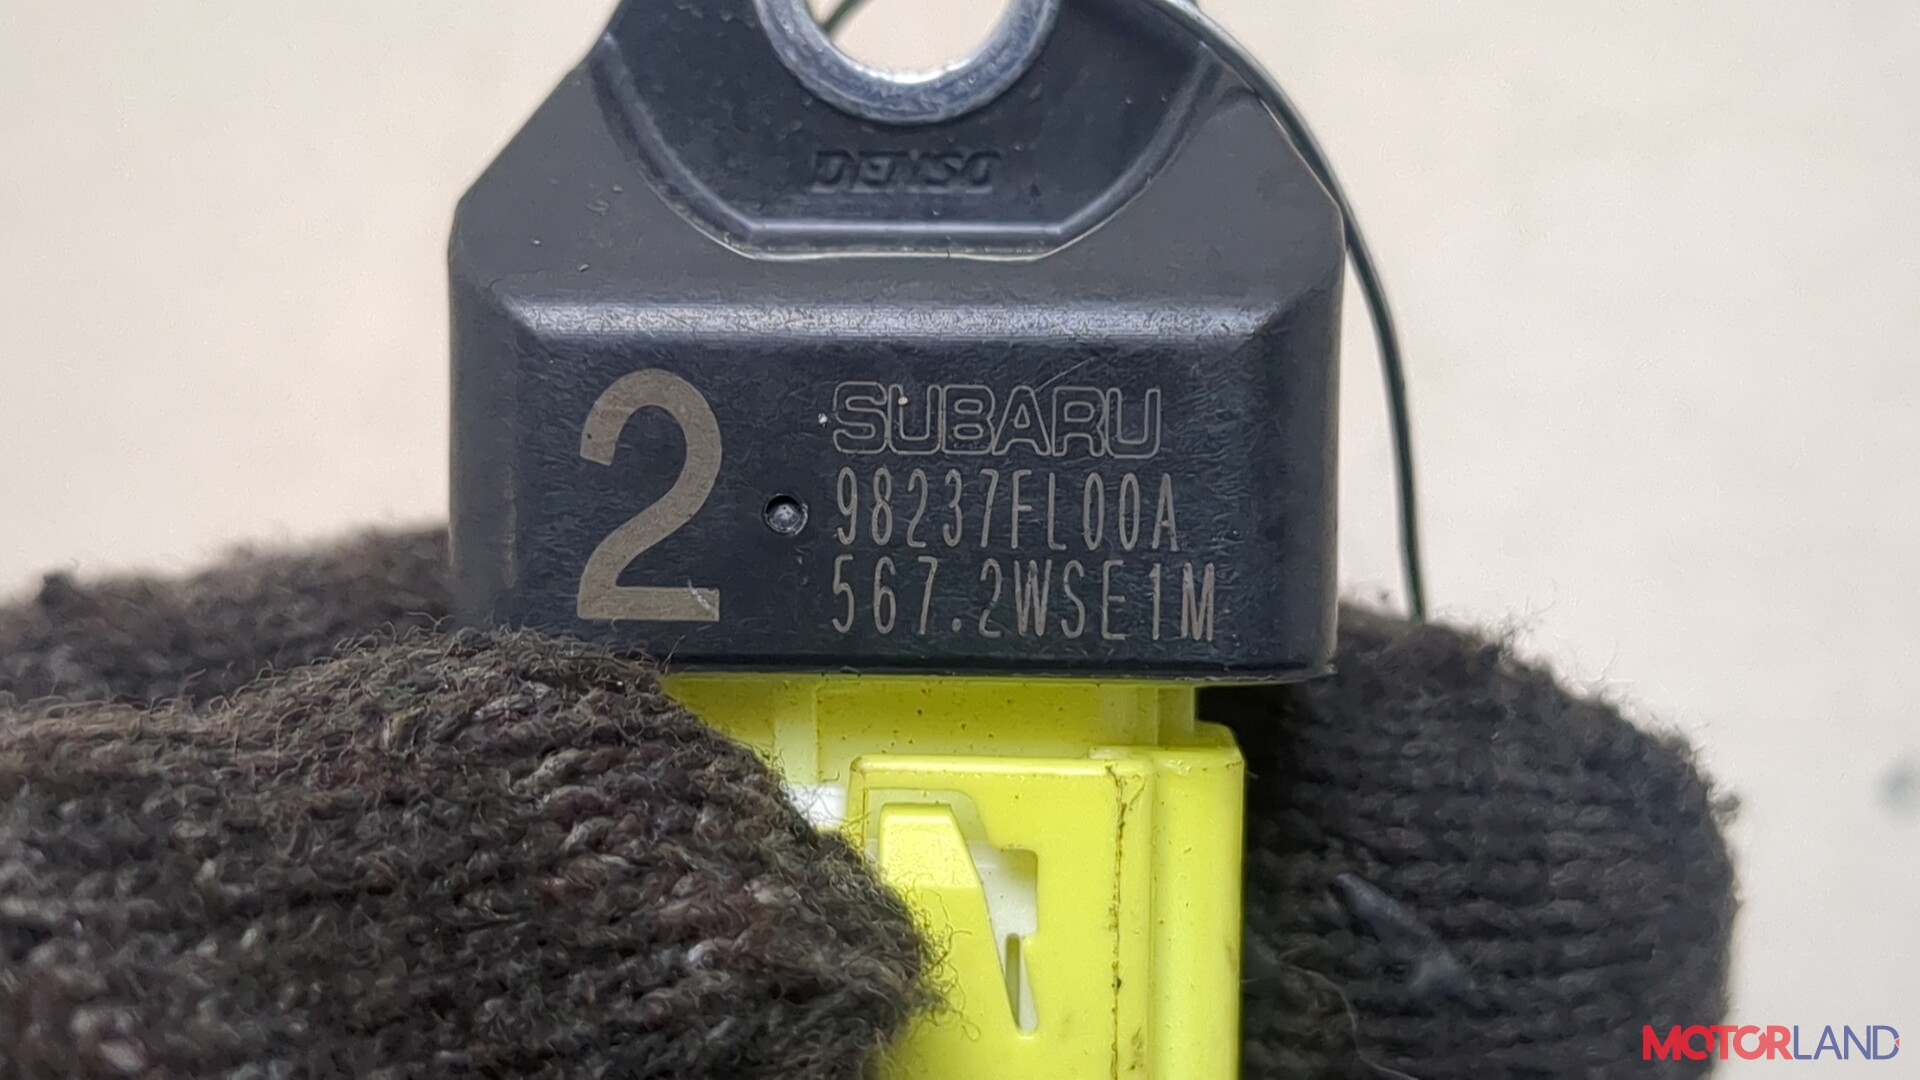 DENSO
2
SUBARU
98237FL00A
567.2WSE1M
MOTORLAND